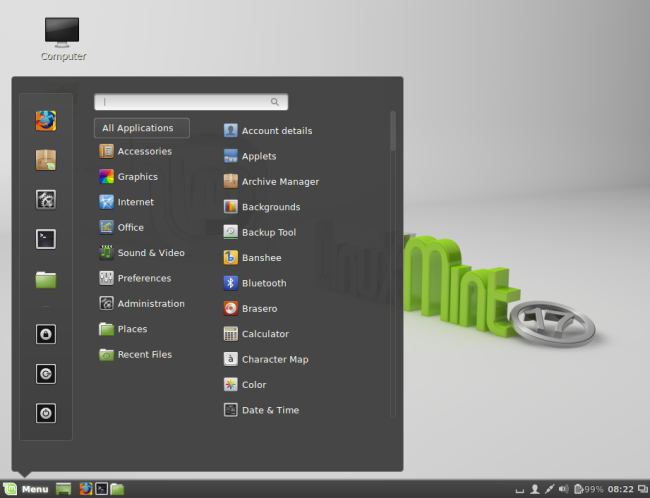 Computer
All Applications
Accessories
Graphics
Internet
Office
Sound & Video
Preferences
Administration
Places
Recent Files
Account details
Applets
Archive Manager
Backgrounds
Backup Tool
Banshee
Bluetooth
Brasero
Calculator
Character Map
Color
Date & Time
linux
Mint
17
Menu
99% 08:22